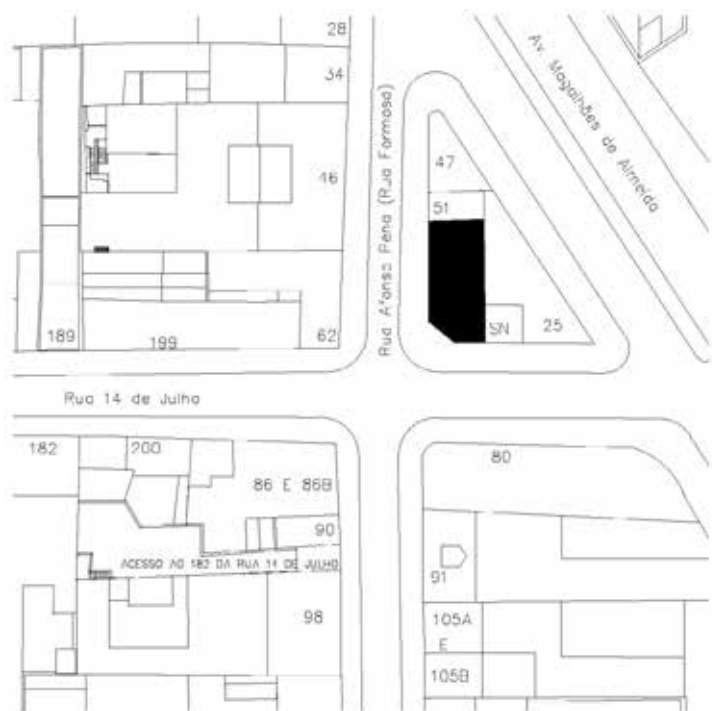 28
34
Av. Magalhães de Almeida
Rua Afonso Pena (Rua Formosa)
47
46
51
189
199
62
SN
25
Rua 14 de Julho
182
200
80
86 E 86B
90
ACESSO AO 182 DA RUA 14 DE JULHO
91
98
105A
E
105B